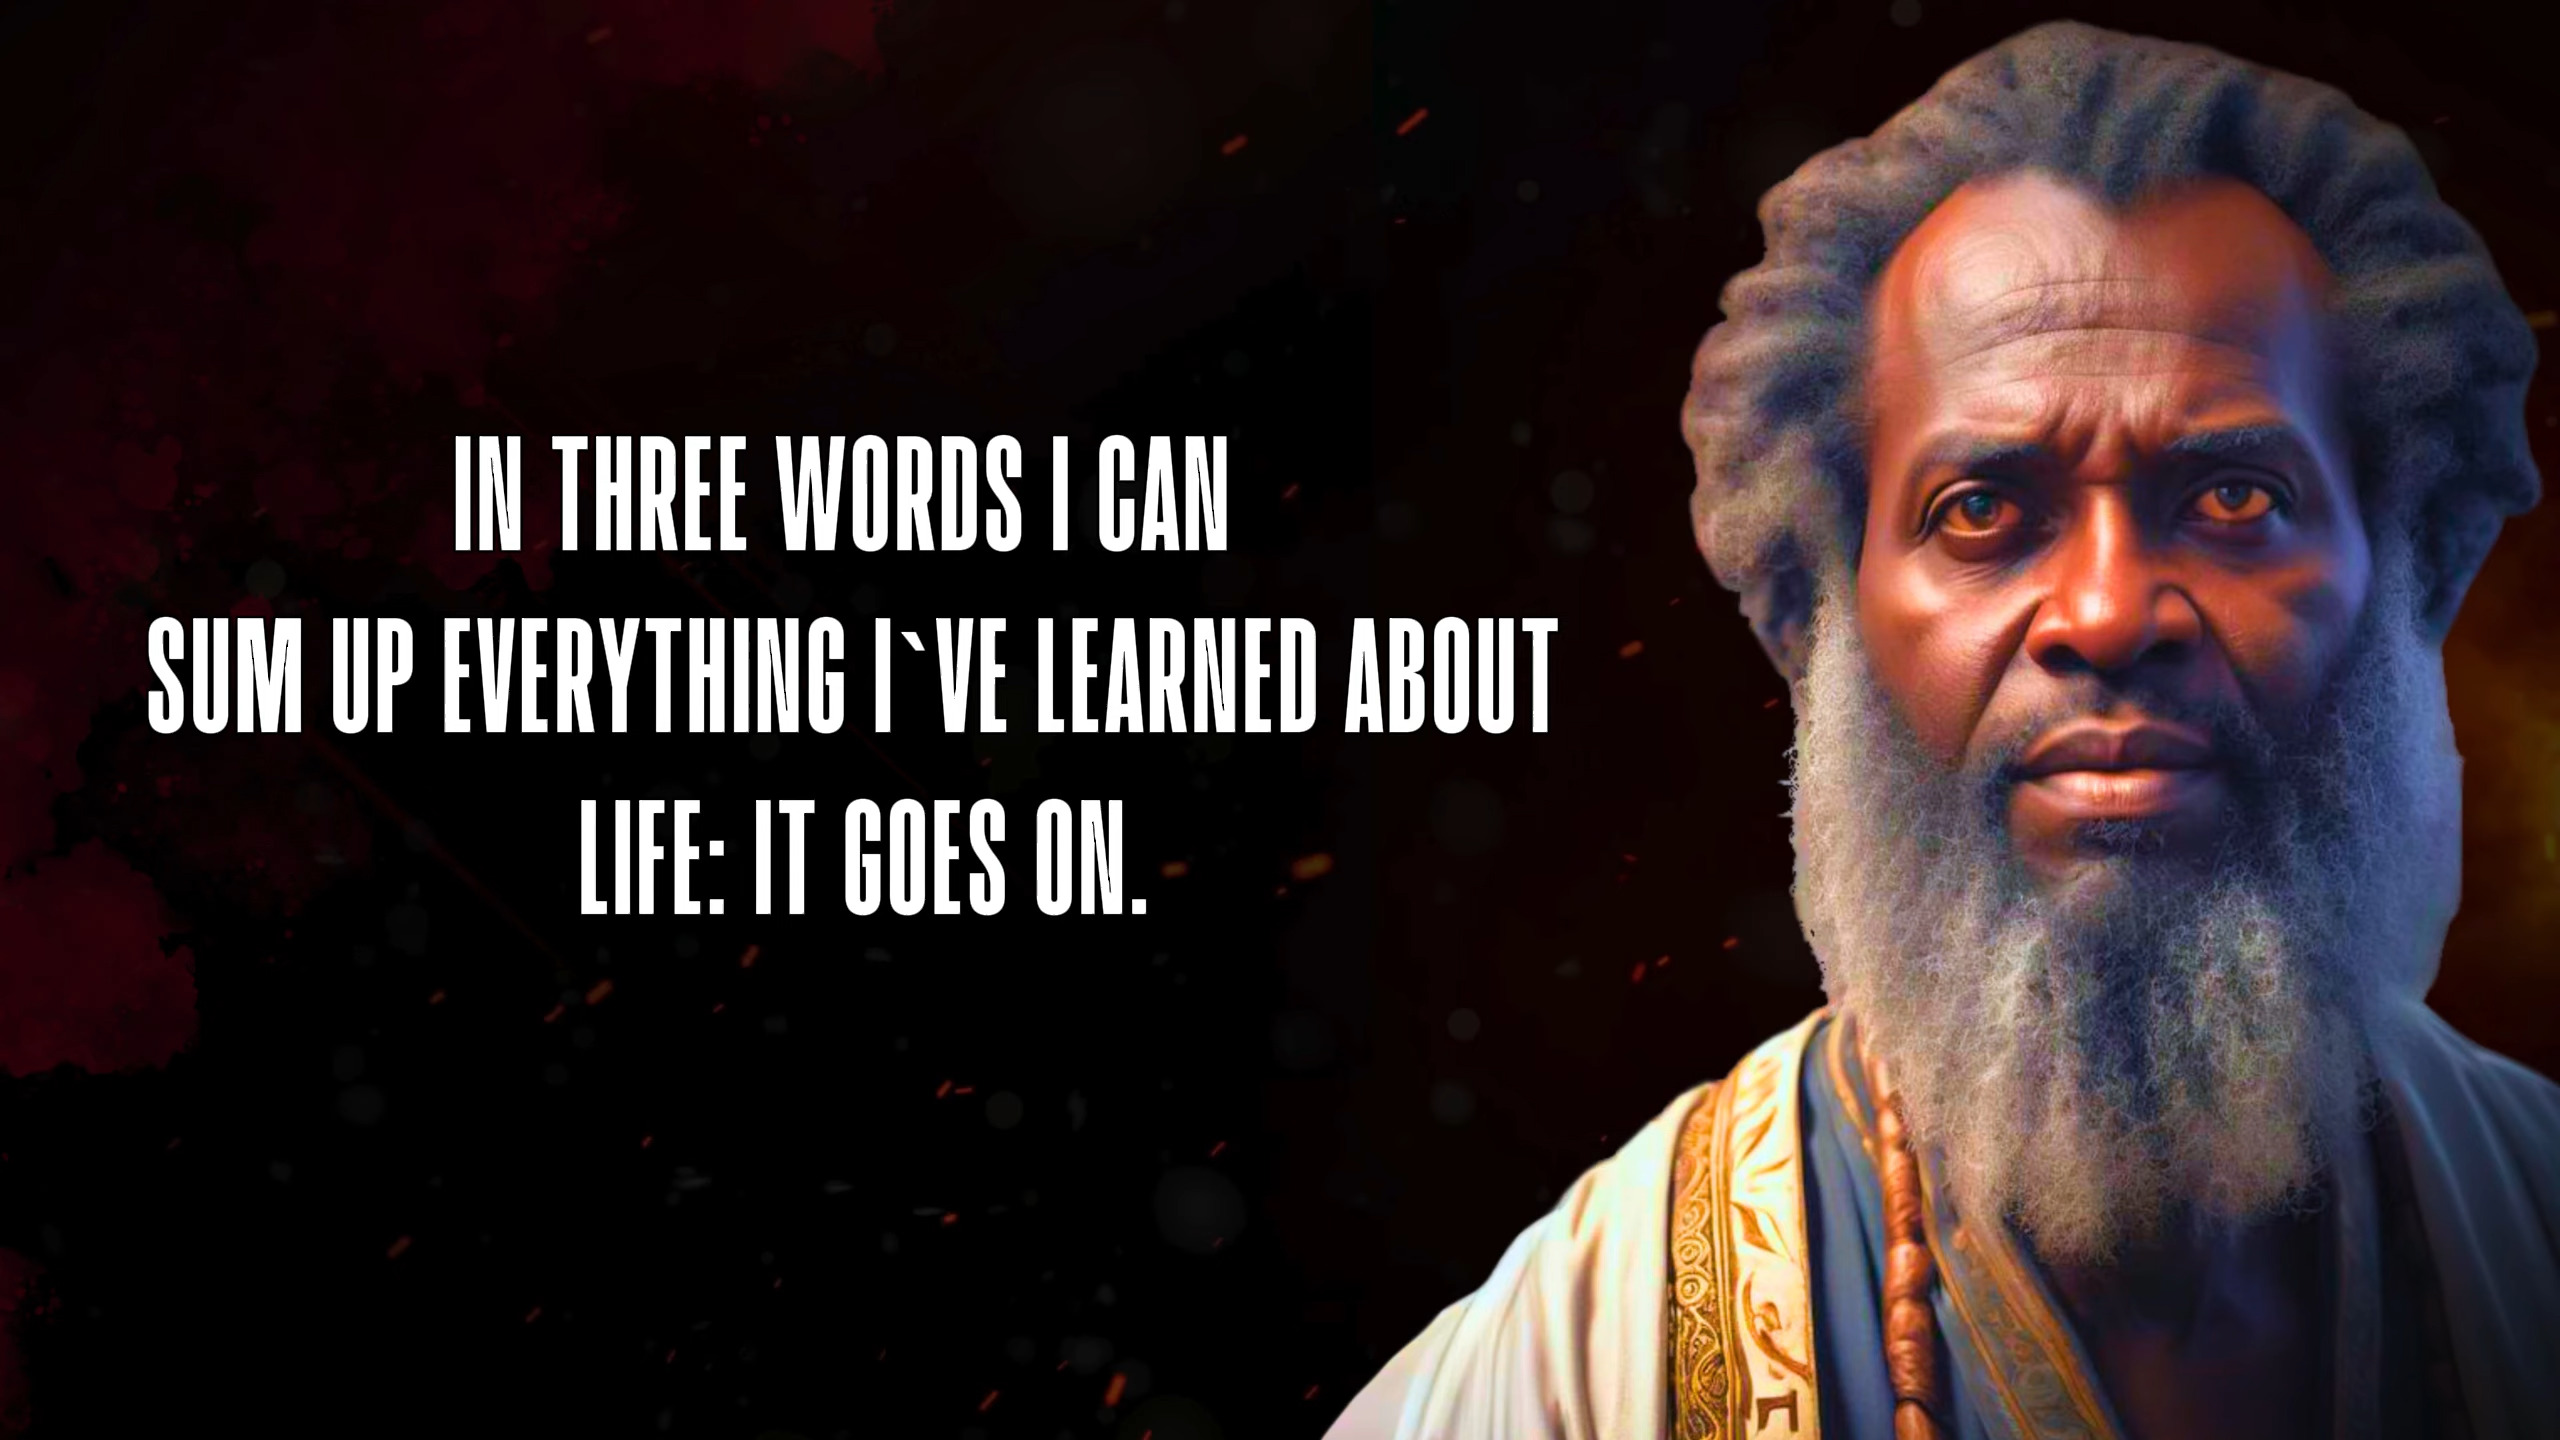 IN THREE WORDS I CAN
SUM UP EVERYTHING I`VE LEARNED ABOUT
LIFE: IT GOES ON.